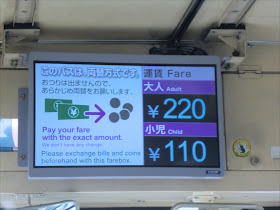 このバスは、両替方式です。
おつりは出ませんので、
あらかじめ両替をお願いします。
Pay your fare
with the exact amount.
We don't have any change.
Please exchange bills and coins
beforehand with this farebox.
運賃 Fare
大人 Adult
¥220
小児 Child
¥110